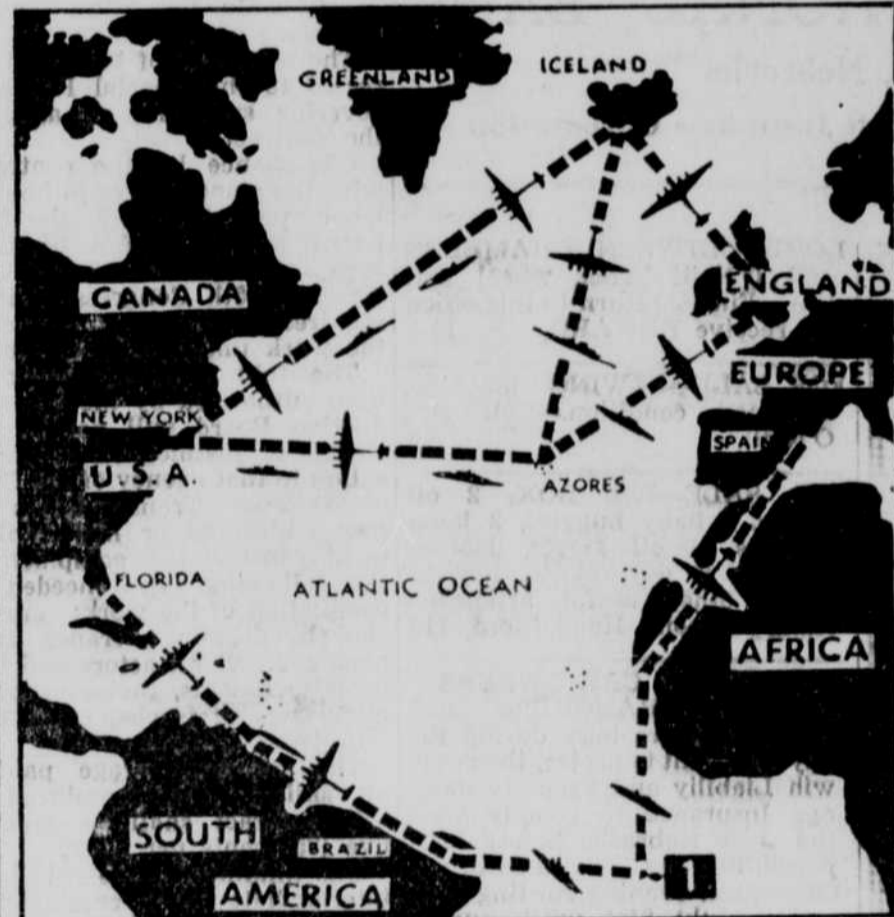 GREENLAND
ICELAND
CANADA
ENGLAND
EUROPE
NEW YORK
SPAIN
U.S.A.
AZORES
FLORIDA
ATLANTIC OCEAN
AFRICA
SOUTH
BRAZIL
AMERICA
1